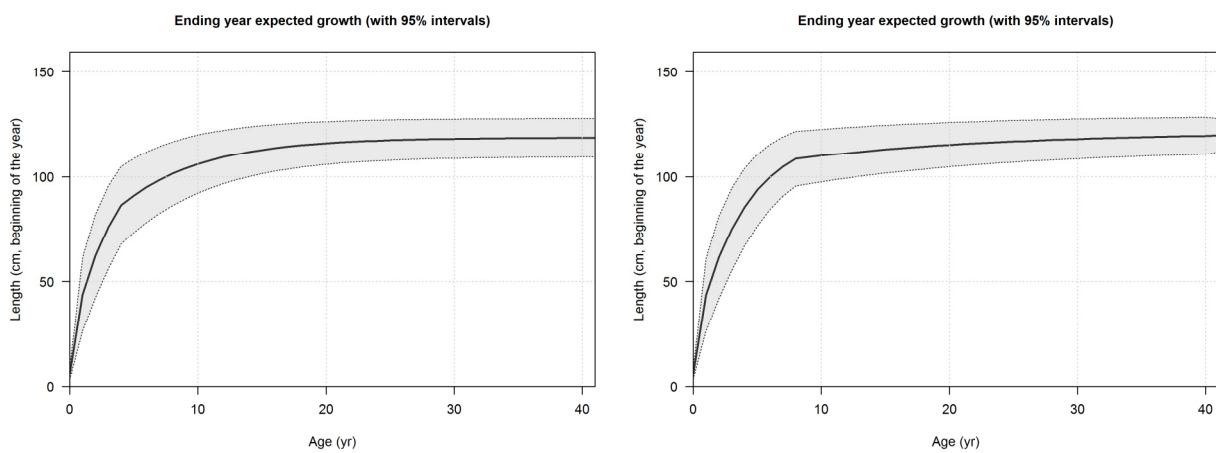 Ending year expected growth (with 95% intervals)
150
100
50
0
Length (cm, beginning of the year)
0 10 20 30 40
Age (yr)
Ending year expected growth (with 95% intervals)
150
100
50
0
Length (cm, beginning of the year)
0 10 20 30 40
Age (yr)